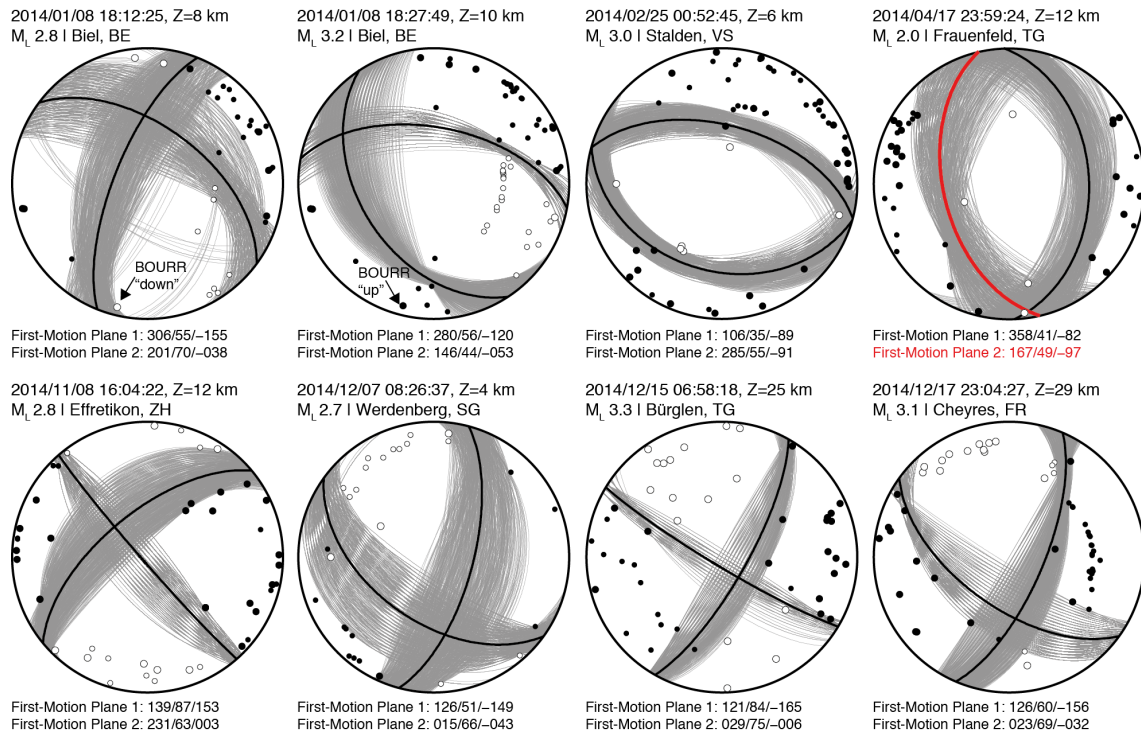 2014/01/08 18:12:25, Z=8 km
M_L 2.8 I Biel, BE
BOURR
“down”
First-Motion Plane 1: 306/55/−155
First-Motion Plane 2: 201/70/−038
2014/01/08 18:27:49, Z=10 km
M_L 3.2 I Biel, BE
BOURR
“up”
First-Motion Plane 1: 280/56/−120
First-Motion Plane 2: 146/44/−053
2014/02/25 00:52:45, Z=6 km
M_L 3.0 I Stalden, VS
First-Motion Plane 1: 106/35/−89
First-Motion Plane 2: 285/55/−91
2014/04/17 23:59:24, Z=12 km
M_L 2.0 I Frauenfeld, TG
First-Motion Plane 1: 358/41/−82
First-Motion Plane 2: 167/49/−97
2014/11/08 16:04:22, Z=12 km
M_L 2.8 I Effretikon, ZH
First-Motion Plane 1: 139/87/153
First-Motion Plane 2: 231/63/003
2014/12/07 08:26:37, Z=4 km
M_L 2.7 I Werdenberg, SG
First-Motion Plane 1: 126/51/−149
First-Motion Plane 2: 015/66/−043
2014/12/15 06:58:18, Z=25 km
M_L 3.3 I Bürglen, TG
First-Motion Plane 1: 121/84/−165
First-Motion Plane 2: 029/75/−006
2014/12/17 23:04:27, Z=29 km
M_L 3.1 I Cheyres, FR
First-Motion Plane 1: 126/60/−156
First-Motion Plane 2: 023/69/−032